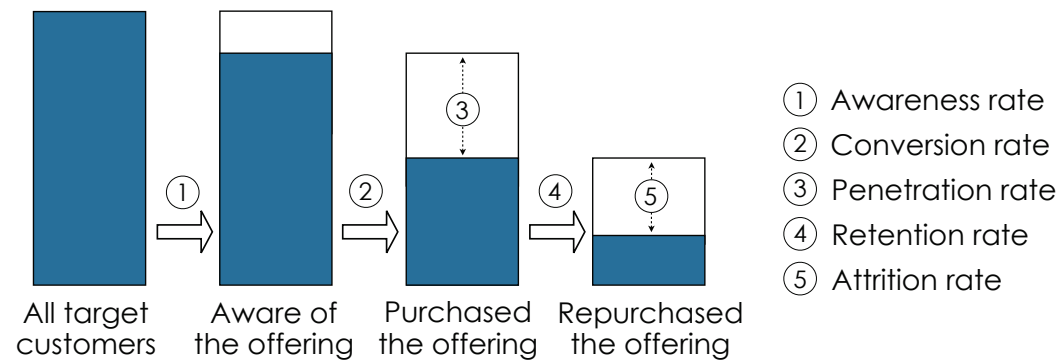 3
1
2
4
5
All target
customers
Aware of
the offering
Purchased
the offering
Repurchased
the offering
1 Awareness rate
2 Conversion rate
3 Penetration rate
4 Retention rate
5 Attrition rate